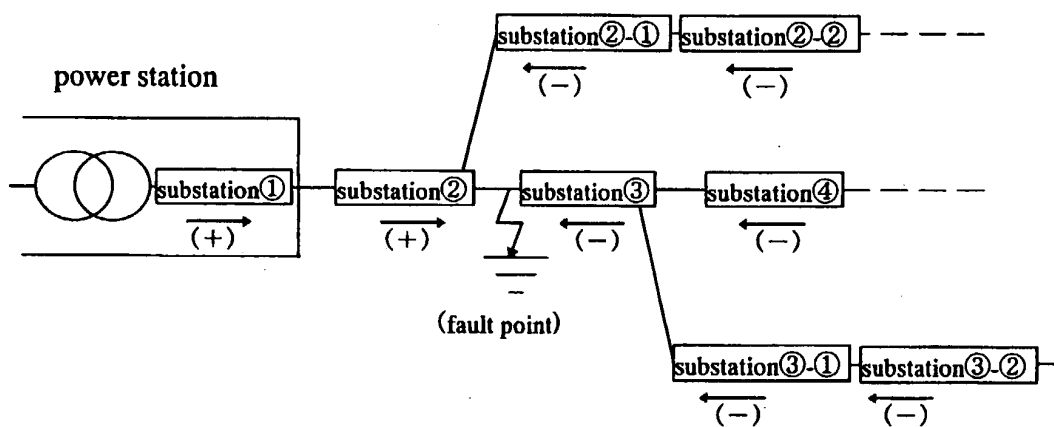 substation②-① substation②-②
(−) (−)
power station
substation① substation② substation③ substation④
(+) (+) (−) (−)
(fault point)
substation③-① substation③-②
(−) (−)